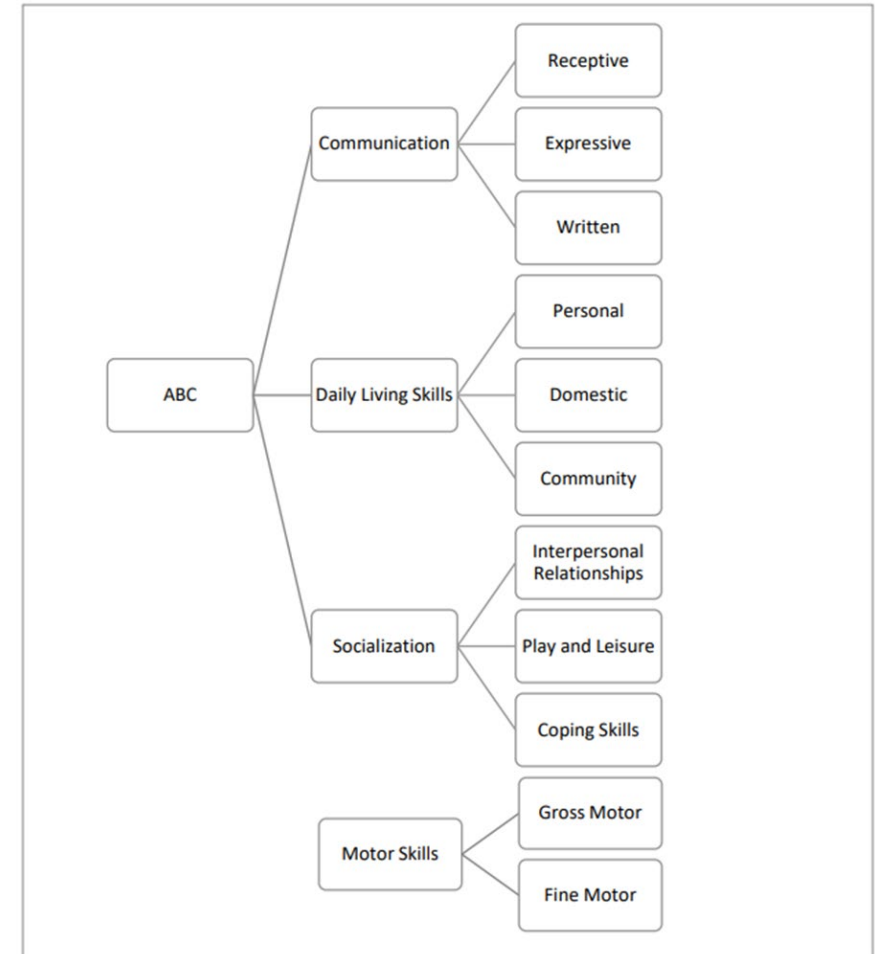 Receptive
Communication
Expressive
Written
Personal
ABC
Daily Living Skills
Domestic
Community
Interpersonal
Relationships
Socialization
Play and Leisure
Coping Skills
Gross Motor
Motor Skills
Fine Motor